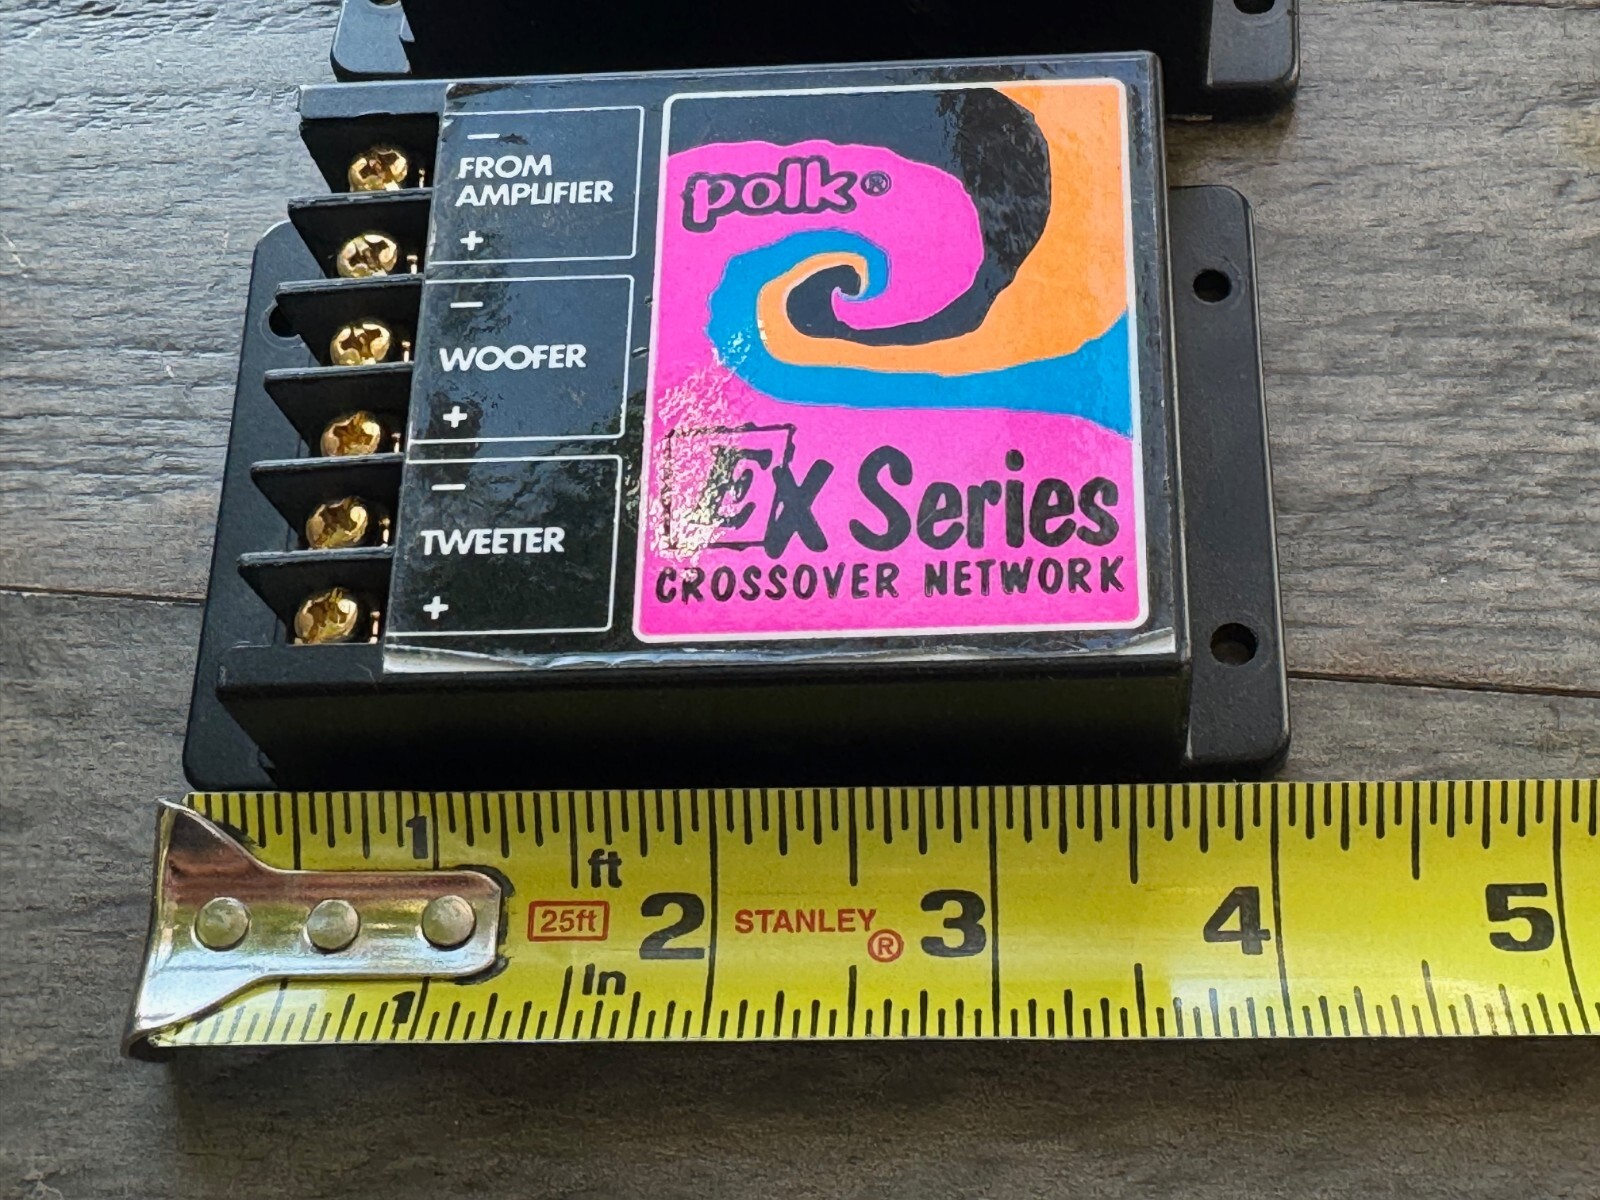 −
FROM
AMPLIFIER
+
−
WOOFER
+
−
TWEETER
+
polk®
Ex Series
CROSSOVER NETWORK
1
ft
25ft
In
2
STANLEY®
3
4
5
1